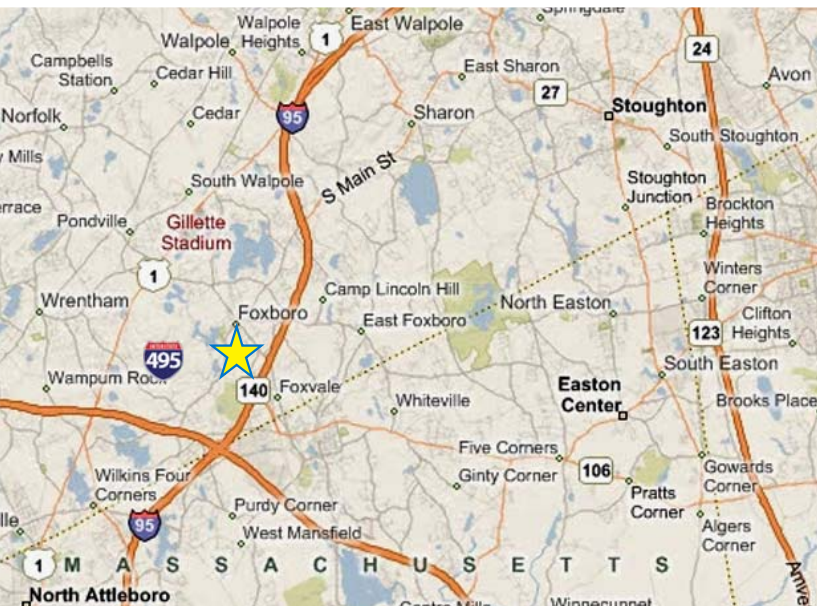 Springdale
Walpole
Heights
East Walpole
1
Walpole
24
Campbells
Station
Cedar Hill
East Sharon
Avon
27
Stoughton
Norfolk
Cedar
95
Sharon
South Stoughton
Mills
S Main St
South Walpole
Stoughton
Junction
Brockton
Heights
Pondville
Gillette
Stadium
1
Winters
Corner
Camp Lincoln Hill
Wrentham
North Easton
Foxboro
East Foxboro
Clifton
Heights
123
INTERSTATE
495
South Easton
Wampum Rock
140
Foxvale
Easton
Center
Whiteville
Brooks Place
Five Corners
106
Gowards
Corner
Wilkins Four
Corners
Ginty Corner
Pratts
Corner
Purdy Corner
95
Algers
Corner
West Mansfield
1
MASSACHUSETTS
North Attleboro
Winnecunnet